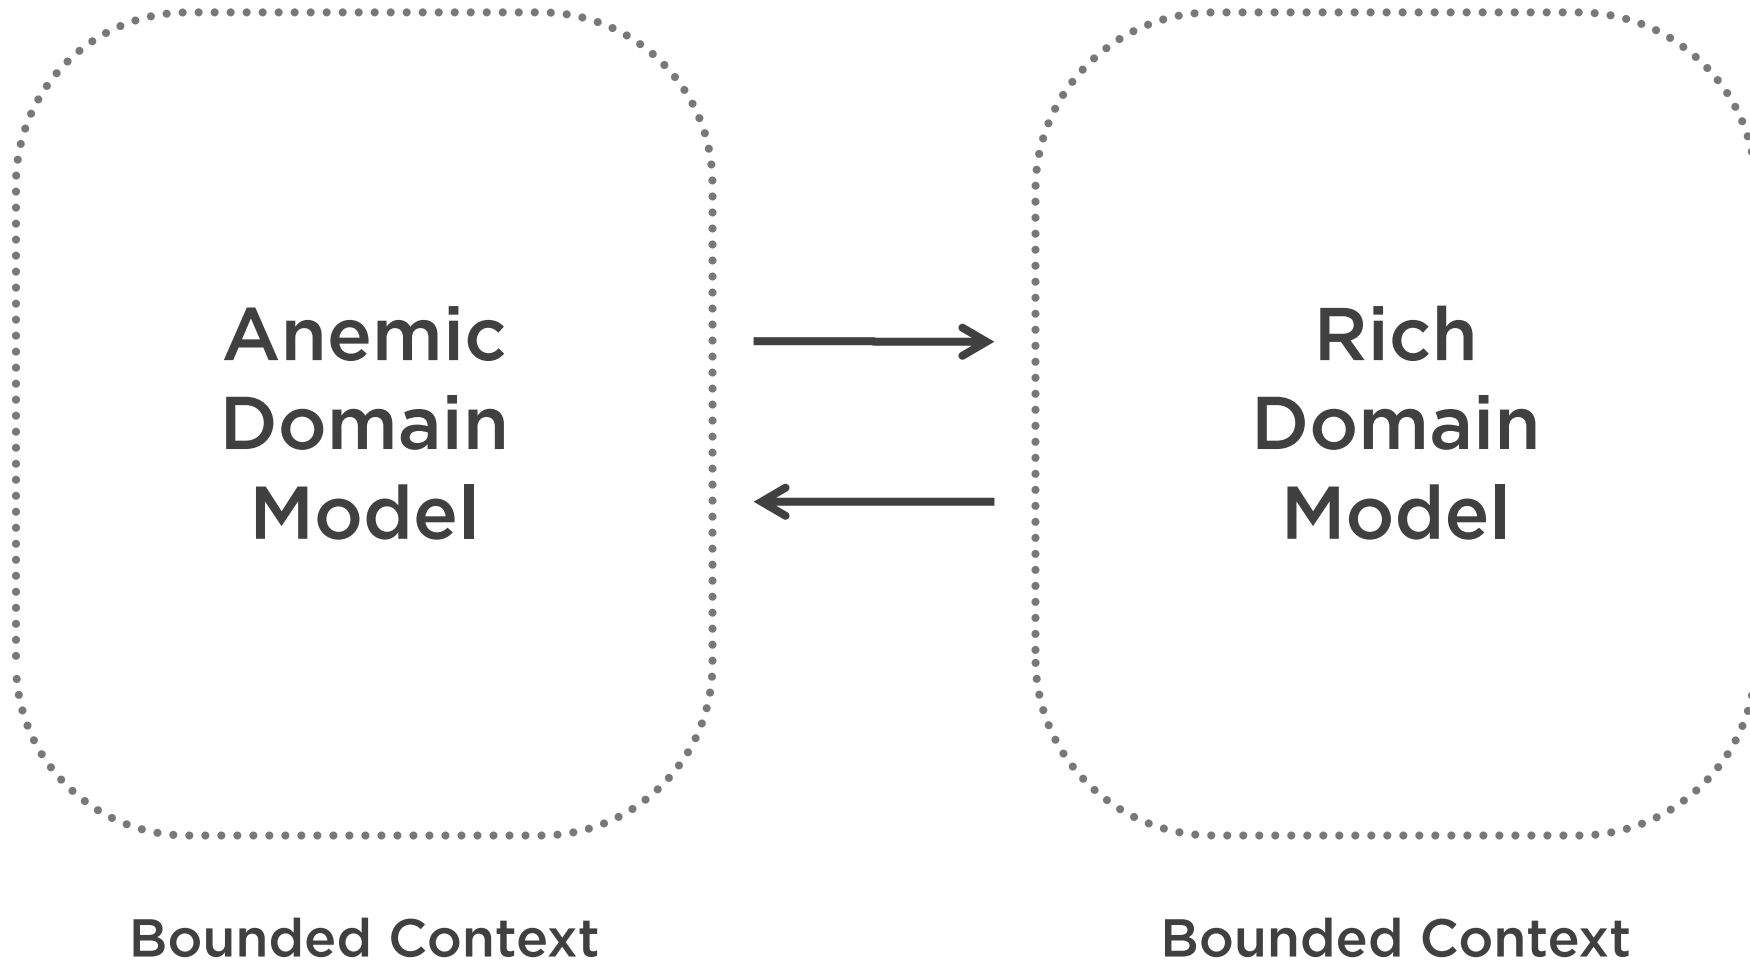 Anemic
Domain
Model
Rich
Domain
Model
Bounded Context
Bounded Context